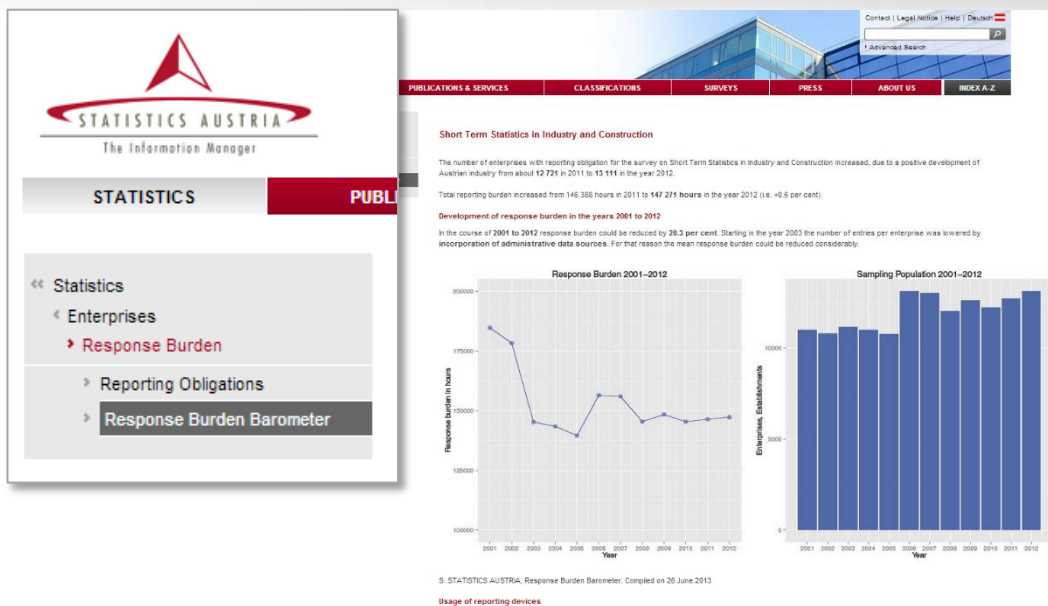 STATISTICS AUSTRIA
The Information Manager
STATISTICS
PUBLI
Statistics
Enterprises
Response Burden
Reporting Obligations
Response Burden Barometer
Contact | Legal Notice | Help | Deutsch
Advanced Search
PUBLICATIONS & SERVICES
CLASSIFICATIONS
SURVEYS
PRESS
ABOUT US
INDEX A-Z
Short Term Statistics in Industry and Construction
The number of enterprises with reporting obligation for the survey on Short Term Statistics in Industry and Construction increased, due to a positive development of
Austrian industry from about 12 721 in 2011 to 13 111 in the year 2012.
Total reporting burden increased from 146 388 hours in 2011 to 147 271 hours in the year 2012 (i.e. +0.6 per cent).
Development of response burden in the years 2001 to 2012
In the course of 2001 to 2012 response burden could be reduced by 20.3 per cent. Starting in the year 2003 the number of entries per enterprise was lowered by
incorporation of administrative data sources. For that reason the mean response burden could be reduced considerably.
Response Burden 2001–2012
Response burden in hours
200000
175000
150000
125000
100000
2001 2002 2003 2004 2005 2006 2007 2008 2009 2010 2011 2012
Year
Sampling Population 2001–2012
Enterprises, Establishments
10000
5000
0
2001 2002 2003 2004 2005 2006 2007 2008 2009 2010 2011 2012
Year
S: STATISTICS AUSTRIA, Response Burden Barometer. Compiled on 26 June 2013
Usage of reporting devices